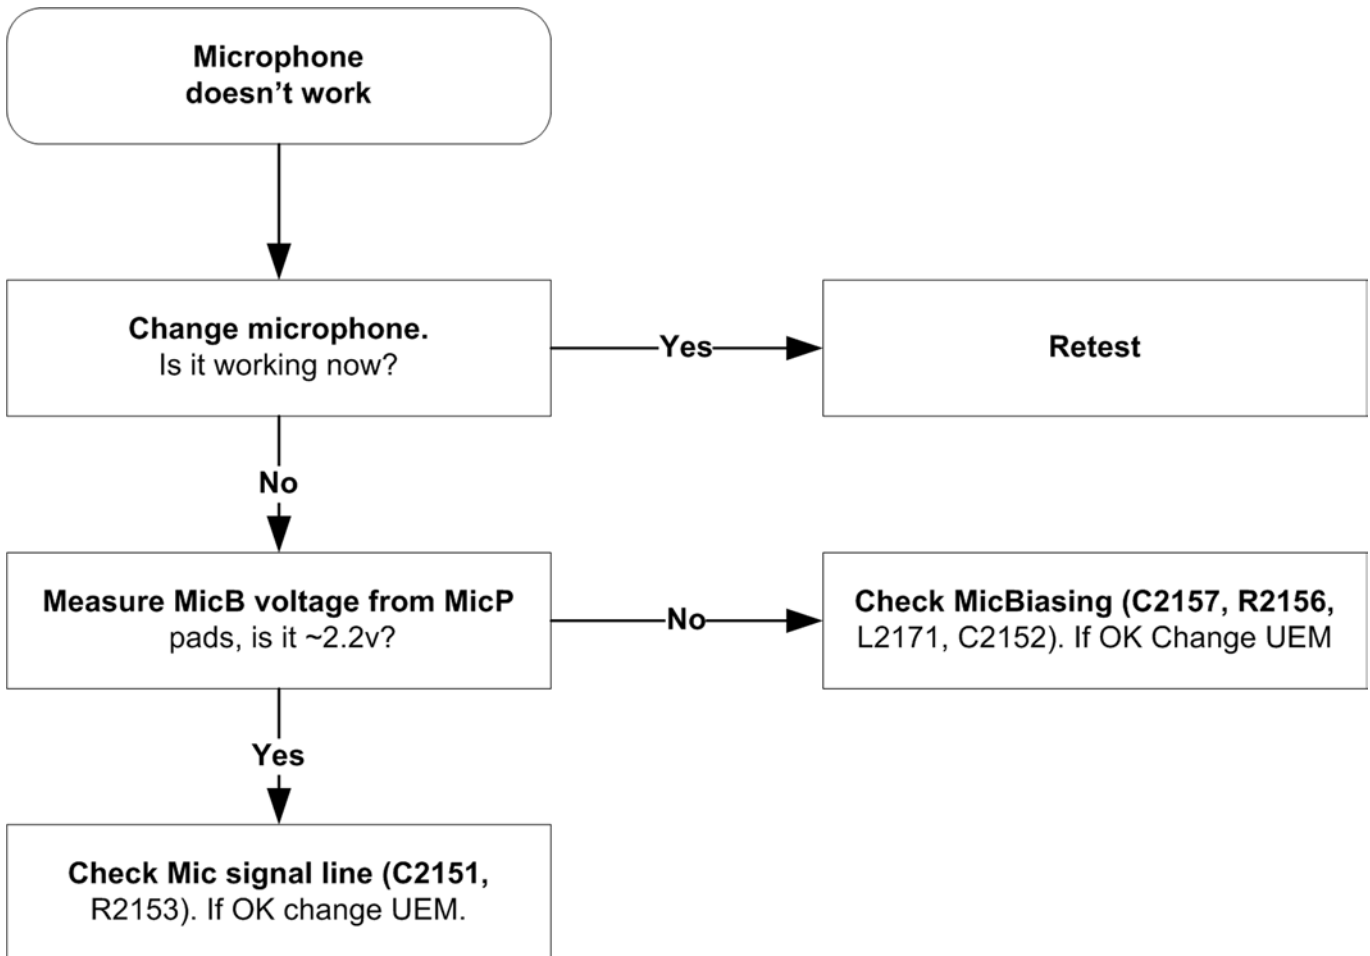 Microphone
doesn't work
Change microphone.
Is it working now?
Yes
Retest
No
Measure MicB voltage from MicP
pads, is it ~2.2v?
No
Check MicBiasing (C2157, R2156,
L2171, C2152). If OK Change UEM
Yes
Check Mic signal line (C2151,
R2153). If OK change UEM.